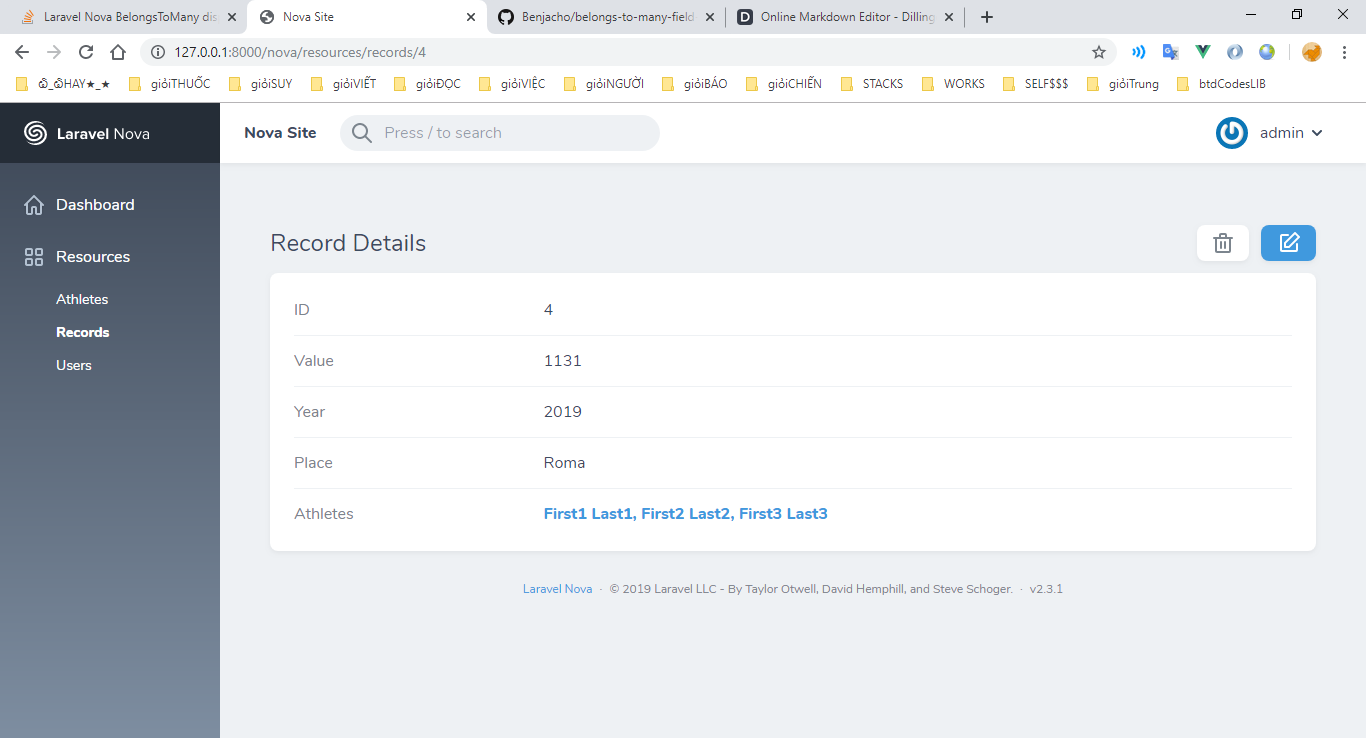 Laravel Nova BelongsToMany dis
Nova Site
Benjacho/belongs-to-many-field
Online Markdown Editor - Dilling
127.0.0.1:8000/nova/resources/records/4
giỏiTHUỐC
giỏiSUY
giỏiVIẾT
giỏiĐỌC
giỏiVIỆC
giỏiNGƯỜI
giỏiBÁO
giỏiCHIẾN
STACKS
WORKS
SELF$$$
giỏiTrung
btdCodesLIB
Laravel Nova
Nova Site
Press / to search
admin
Dashboard
Resources
Athletes
Records
Users
Record Details
ID
4
Value
1131
Year
2019
Place
Roma
Athletes
First1 Last1, First2 Last2, First3 Last3
Laravel Nova · © 2019 Laravel LLC - By Taylor Otwell, David Hemphill, and Steve Schoger. · v2.3.1